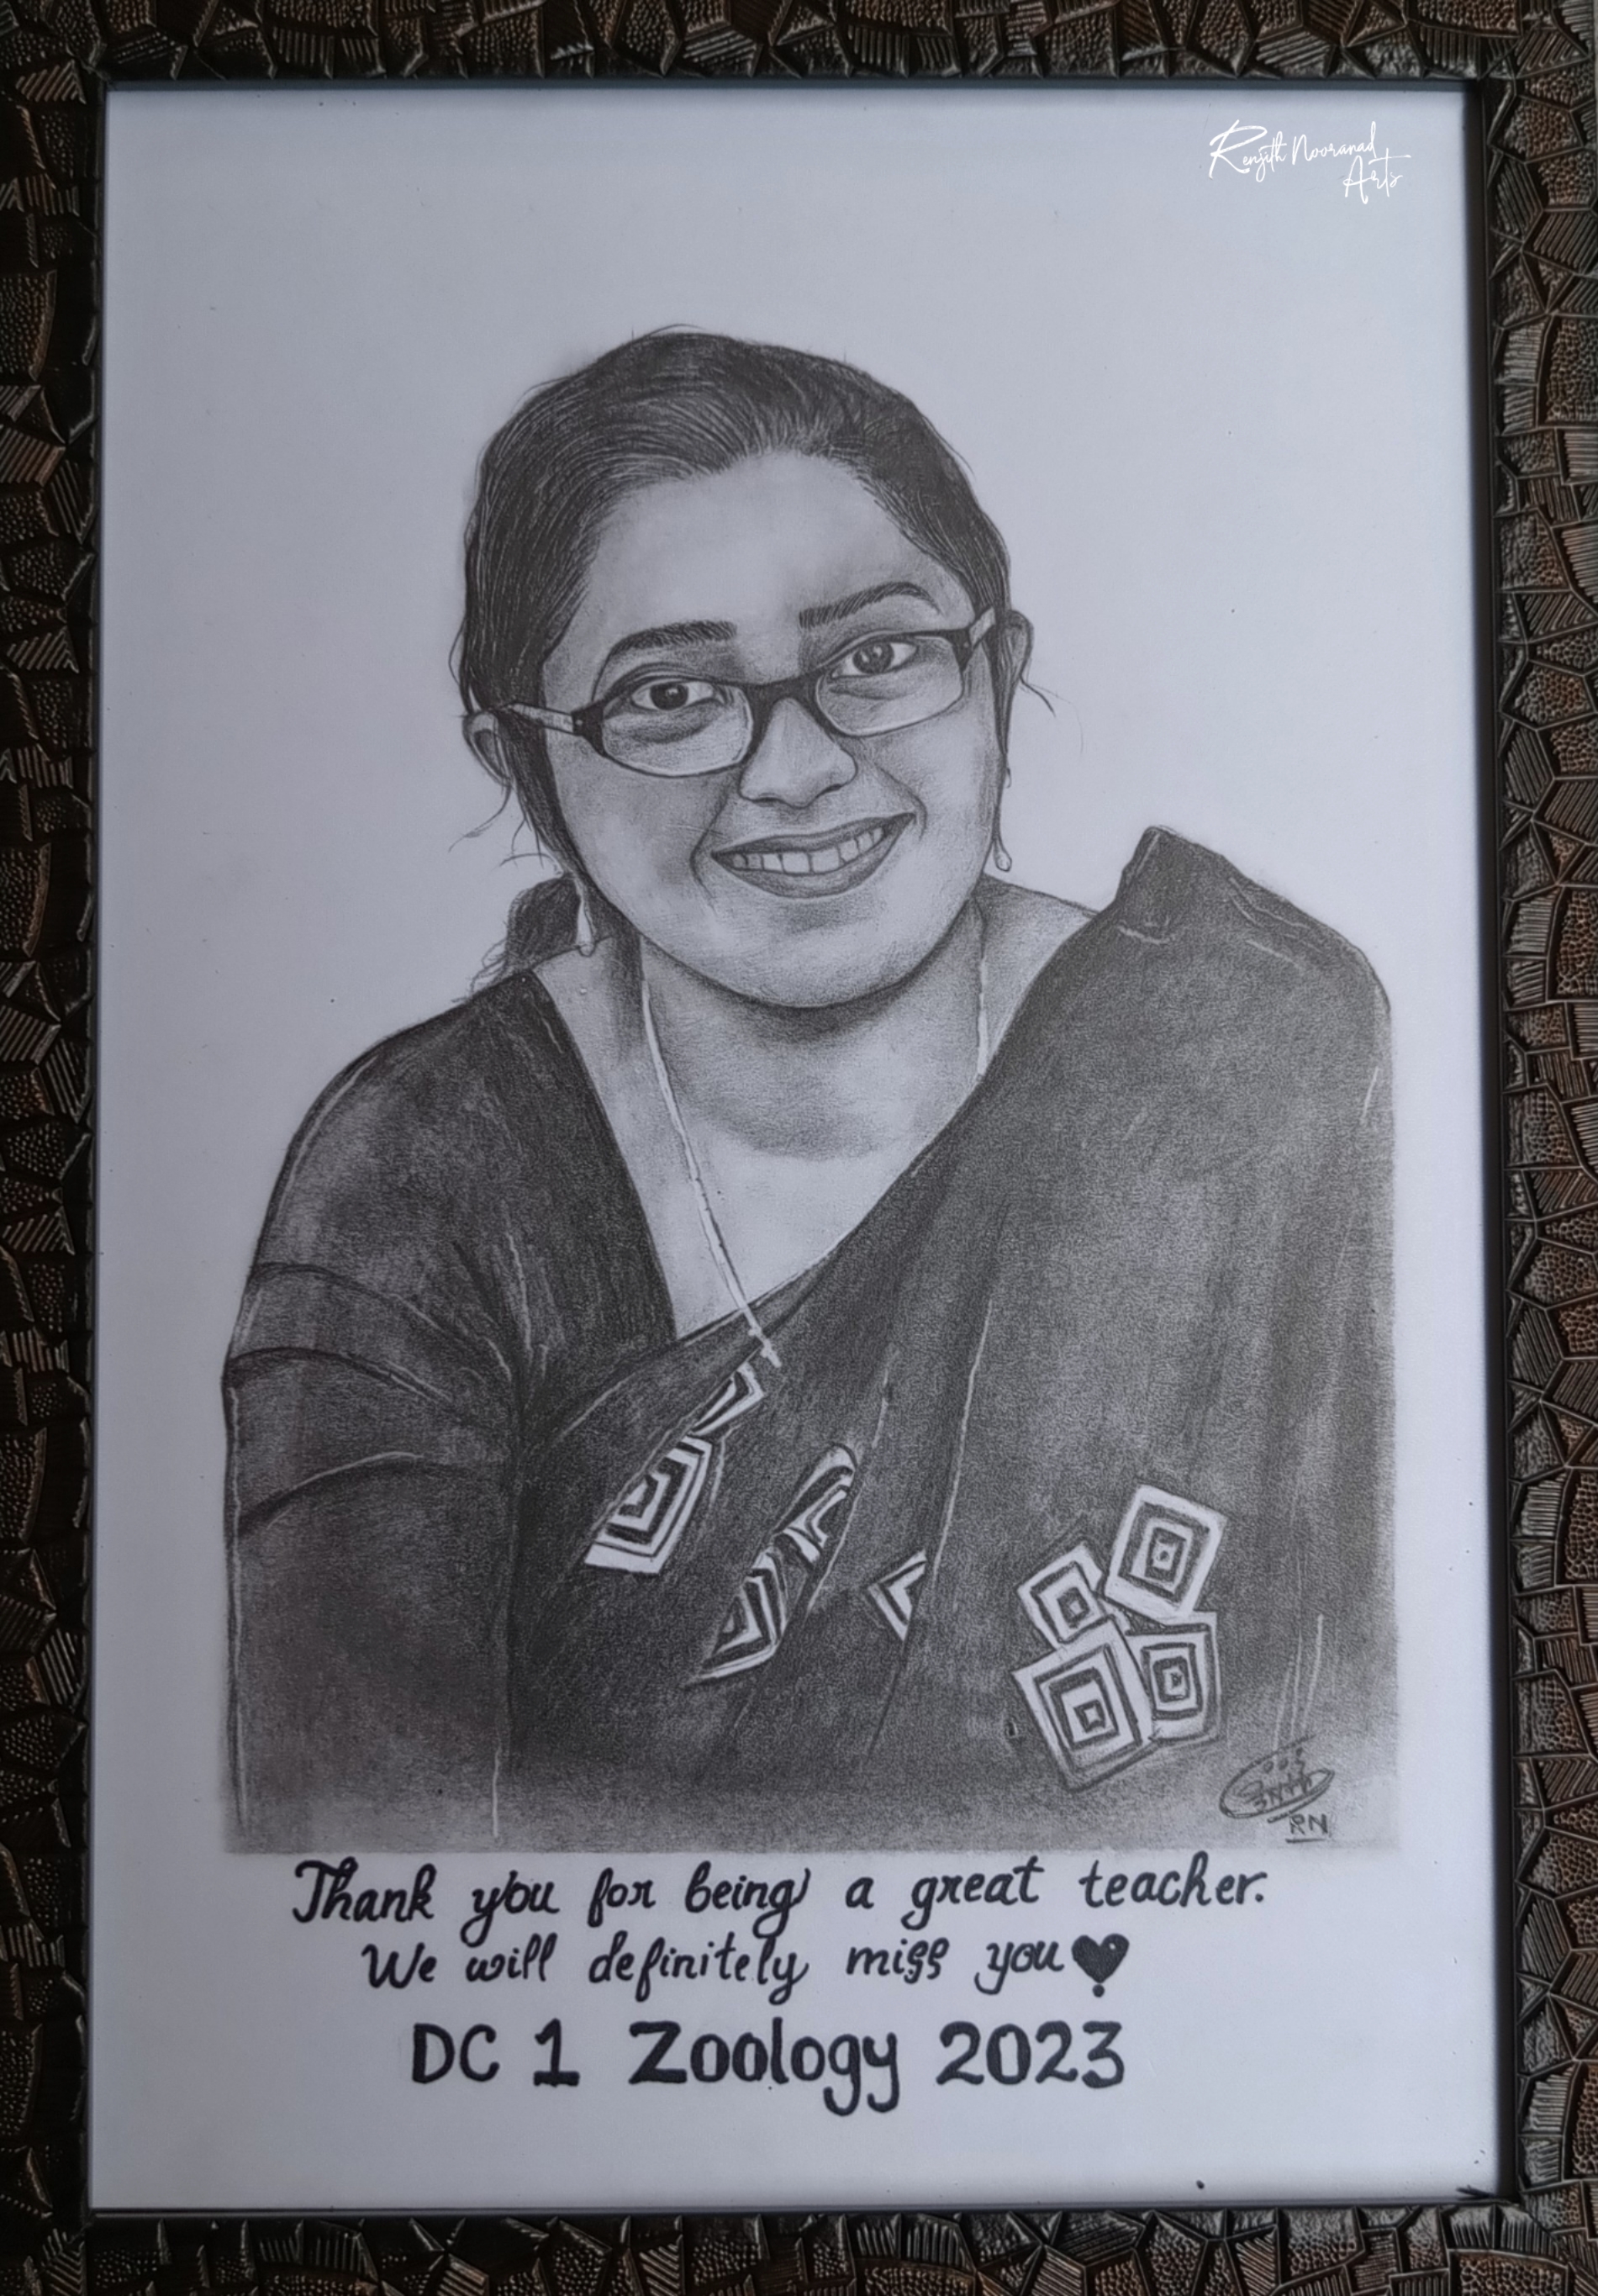 Renjith Nooranad
Arts
RN
Thank you for being a great teacher.
We will definitely miss you
DC 1 Zoology 2023